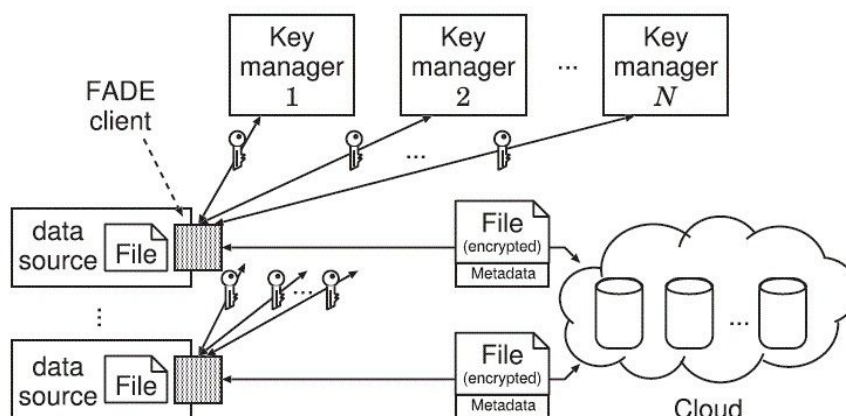 Key
manager
1
Key
manager
2
...
Key
manager
N
FADE
client
...
data
source
File
File
(encrypted)
Metadata
...
...
...
data
source
File
File
(encrypted)
Metadata
Cloud